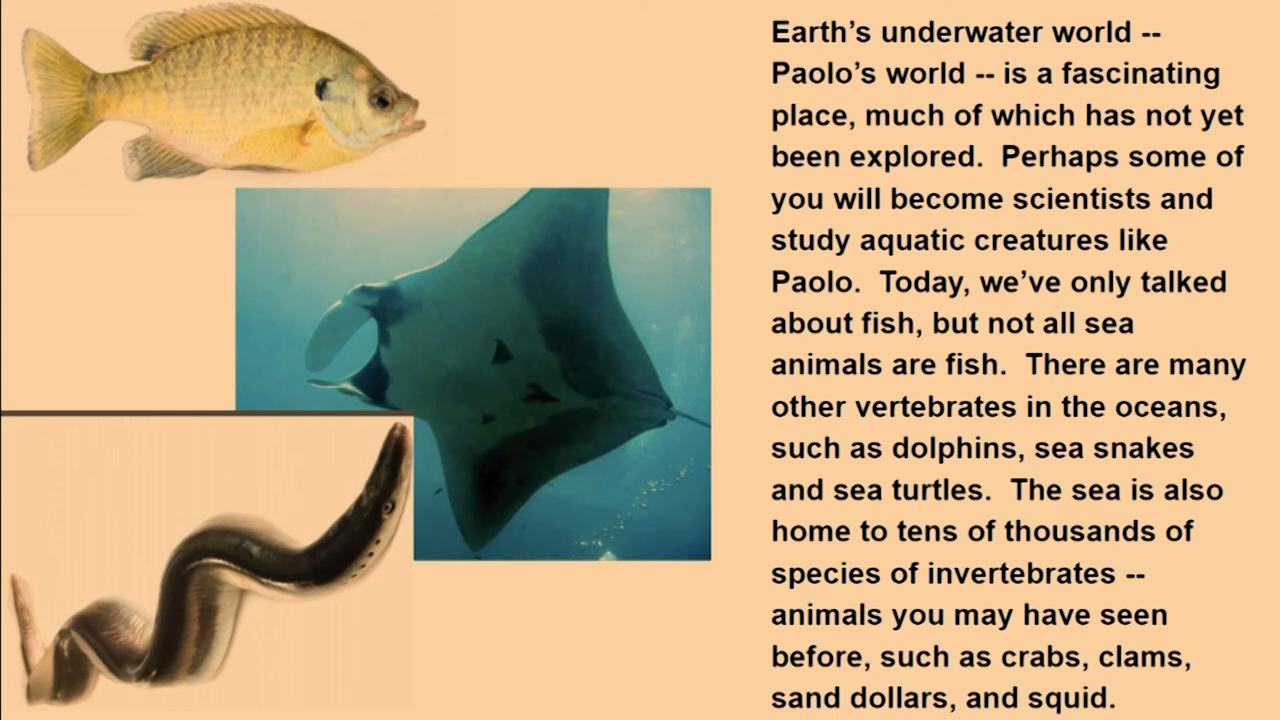 Earth’s underwater world --
Paolo’s world -- is a fascinating
place, much of which has not yet
been explored.  Perhaps some of
you will become scientists and
study aquatic creatures like
Paolo.  Today, we’ve only talked
about fish, but not all sea
animals are fish.  There are many
other vertebrates in the oceans,
such as dolphins, sea snakes
and sea turtles.  The sea is also
home to tens of thousands of
species of invertebrates --
animals you may have seen
before, such as crabs, clams,
sand dollars, and squid.